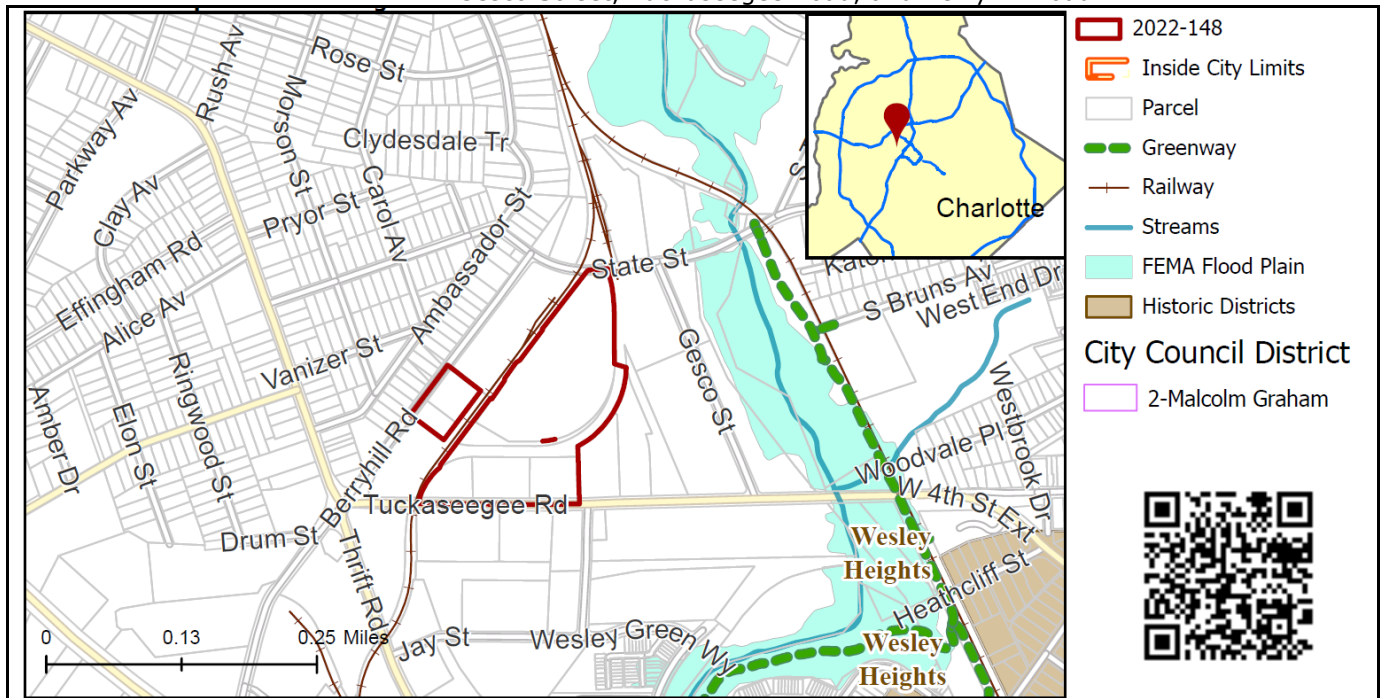 Rose St
Rush Av
Morson St
Parkway Av
Clydesdale Tr
Carol Av
Pryor St
Clay Av
Ambassador St
Effingham Rd
Alice Av
State St
Vanizer St
Ringwood St
Gesco St
Amber Dr
Elon St
Berryhill Rd
Tuckaseegee Rd
Drum St
Thrift Rd
Jay St
Wesley Green Wy
S Bruns Av
West End Dr
Westbrook Dr
Woodvale Pl
W 4th St Ext
Heathcliff St
Wesley
Heights
Wesley
Heights
0 0.13 0.25 Miles
Charlotte
2022-148
Inside City Limits
Parcel
Greenway
Railway
Streams
FEMA Flood Plain
Historic Districts
City Council District
2-Malcolm Graham